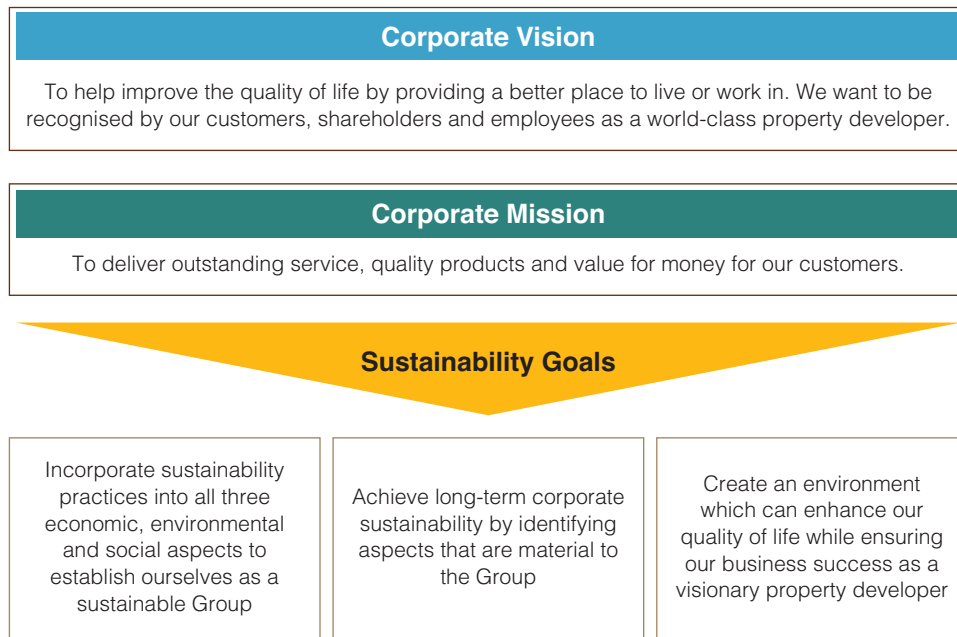 Corporate Vision
To help improve the quality of life by providing a better place to live or work in. We want to be
recognised by our customers, shareholders and employees as a world-class property developer.
Corporate Mission
To deliver outstanding service, quality products and value for money for our customers.
Sustainability Goals
Incorporate sustainability
practices into all three
economic, environmental
and social aspects to
establish ourselves as a
sustainable Group
Achieve long-term corporate
sustainability by identifying
aspects that are material to
the Group
Create an environment
which can enhance our
quality of life while ensuring
our business success as a
visionary property developer